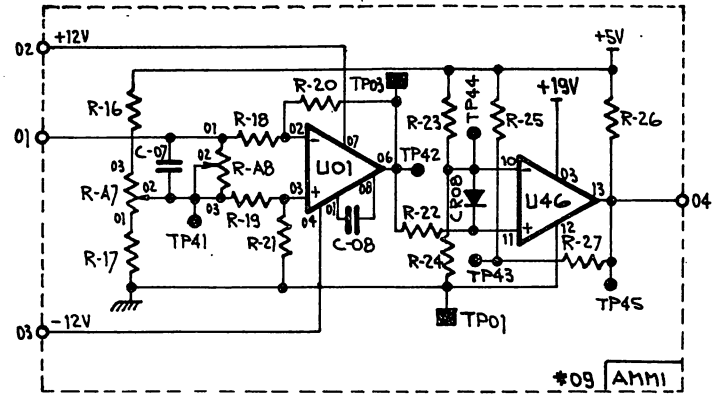 02
+12V
+5V
R-20
TP03
TP44
+19V
R-16
R-18
R-23
R-25
R-26
01
01
02
07
C-07
02
R-A8
U01
06
TP42
10
03
13
03
R-A7
02
03
03
R-19
04
01
08
CR08
U46
04
01
R-22
11
12
R-27
TP41
R-21
C-08
R-24
TP43
R-17
TP45
TP01
03
-12V
*09
AMM1